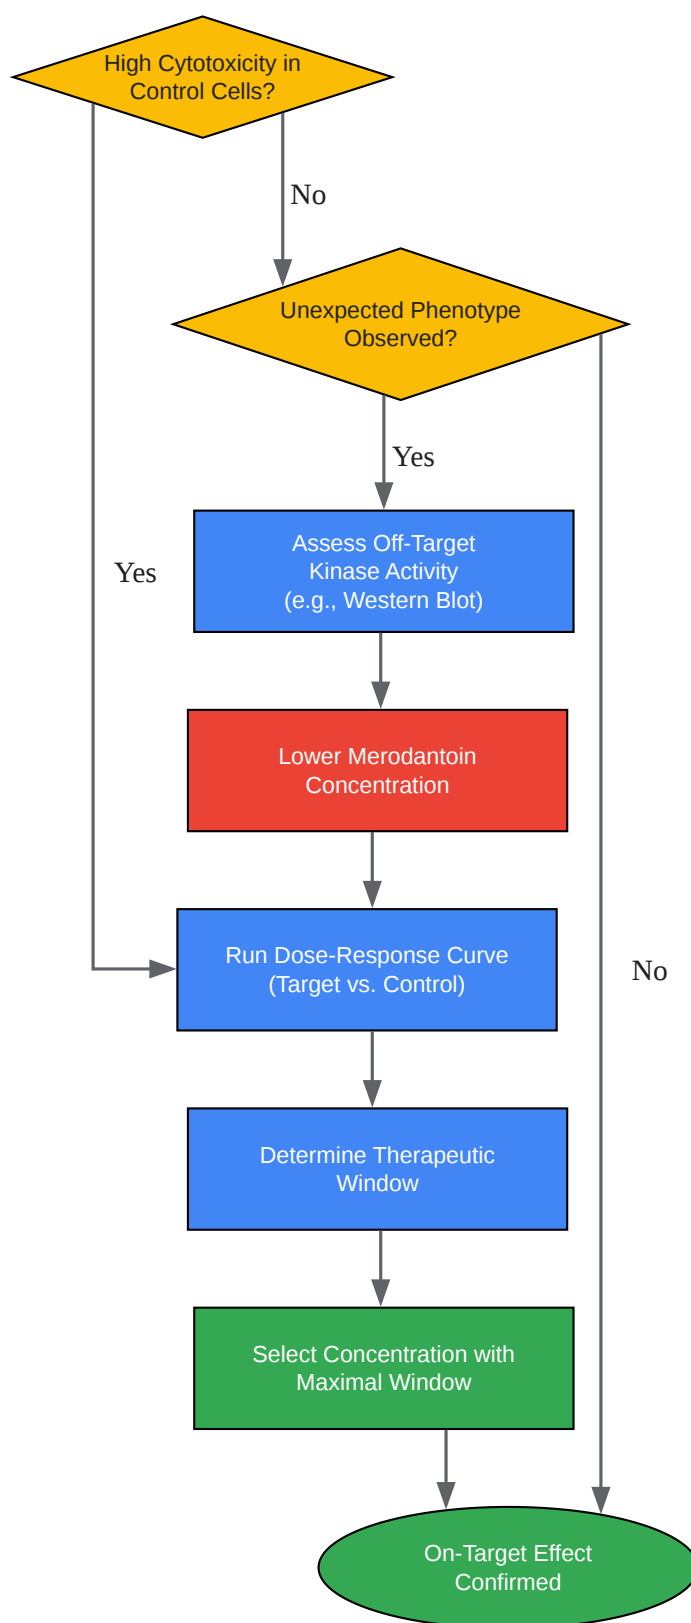 High Cytotoxicity in
Control Cells?
No
Unexpected Phenotype
Observed?
Yes
Assess Off-Target
Kinase Activity
(e.g., Western Blot)
Yes
Lower Merodantoin
Concentration
Run Dose-Response Curve
(Target vs. Control)
No
Determine Therapeutic
Window
Select Concentration with
Maximal Window
On-Target Effect
Confirmed